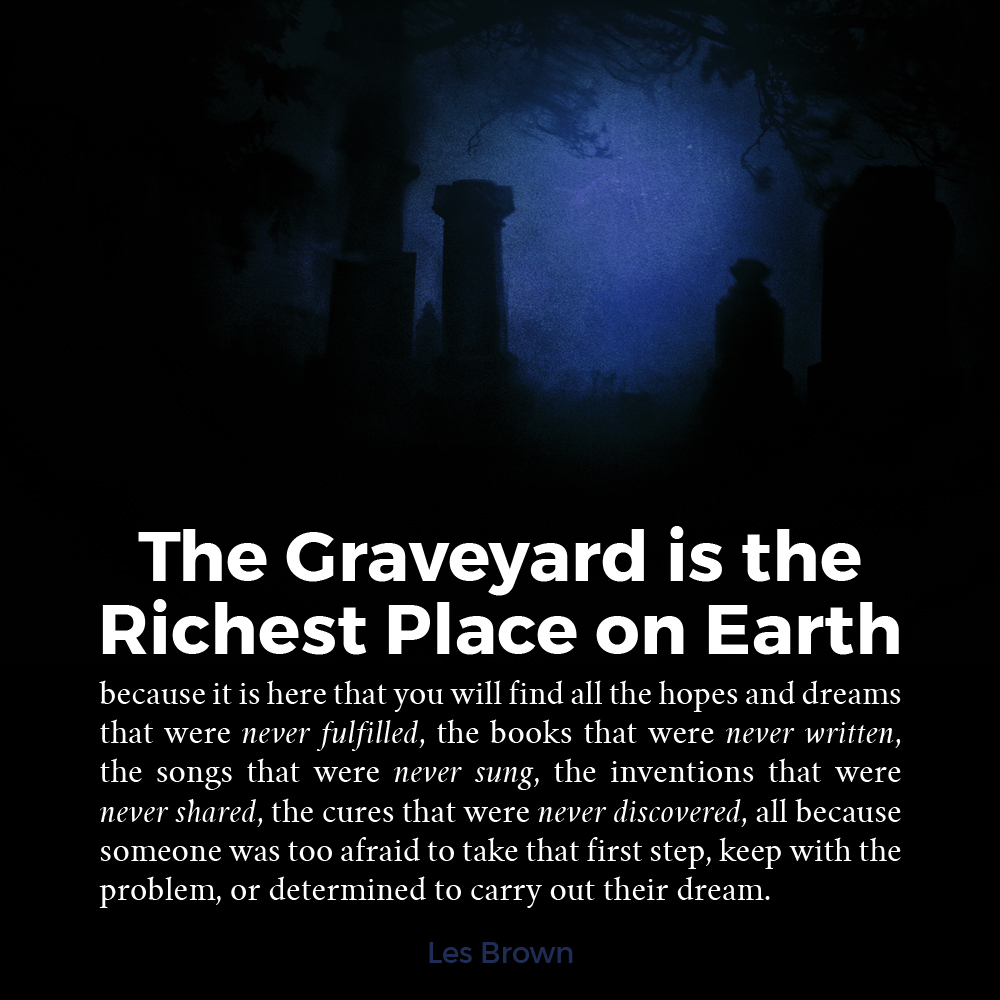 The Graveyard is the
Richest Place on Earth
because it is here that you will find all the hopes and dreams
that were never fulfilled, the books that were never written,
the songs that were never sung, the inventions that were
never shared, the cures that were never discovered, all because
someone was too afraid to take that first step, keep with the
problem, or determined to carry out their dream.
Les Brown